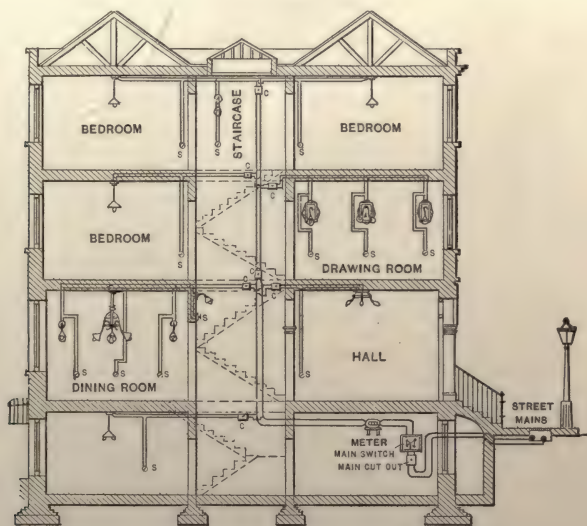 C
BEDROOM
S
S
STAIRCASE
S
BEDROOM
C
C
BEDROOM
S
S
S
S
DRAWING ROOM
C
C
C
S
S
S
S
DINING ROOM
S
HALL
C
S
METER
MAIN SWITCH
MAIN CUT OUT
STREET
MAINS